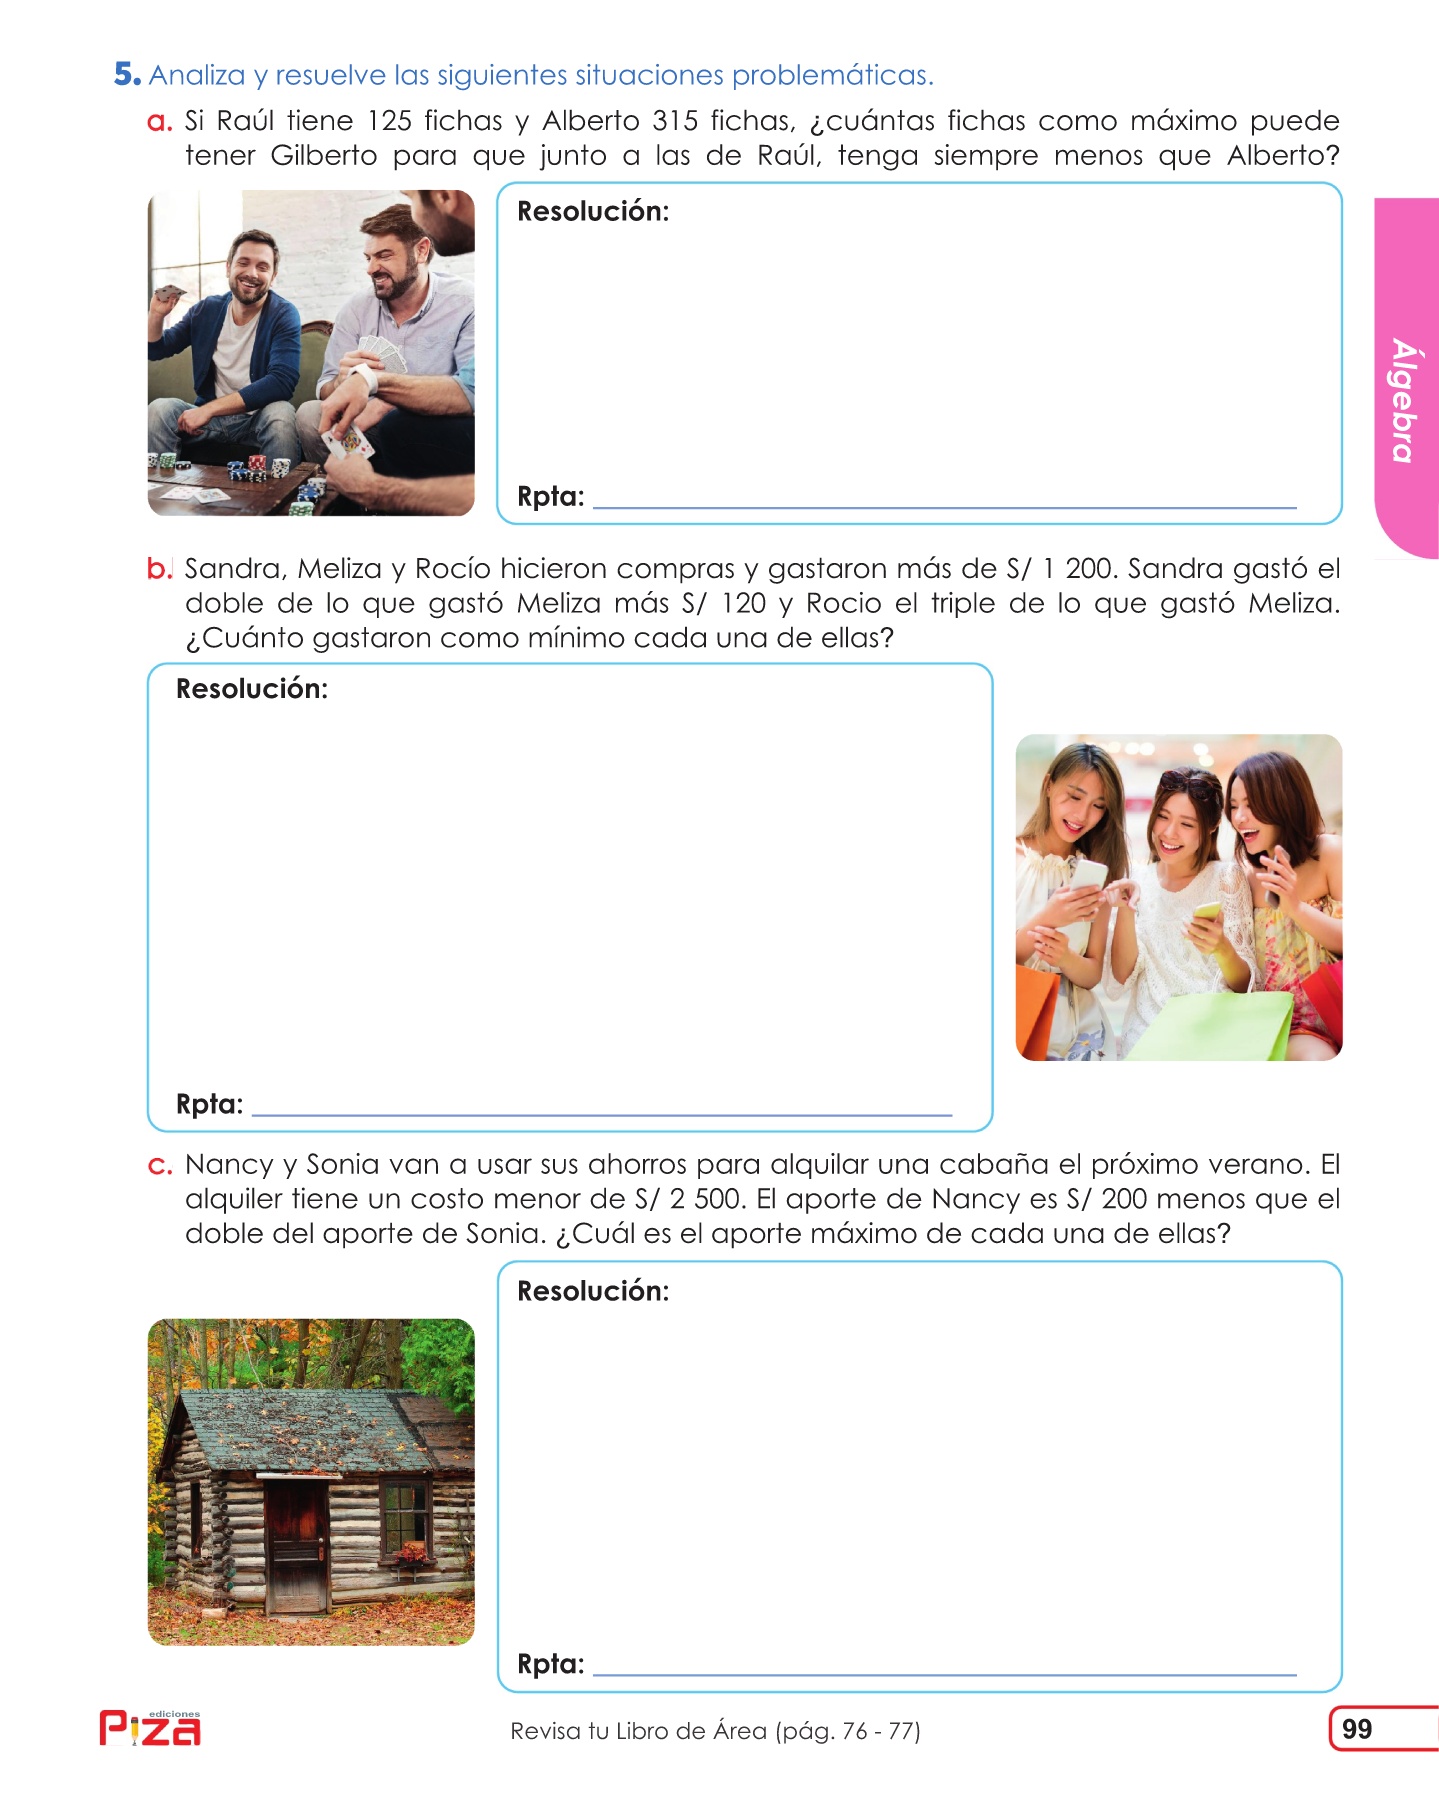 5. Analiza y resuelve las siguientes situaciones problemáticas.
a. Si Raúl tiene 125 fichas y Alberto 315 fichas, ¿cuántas fichas como máximo puede
tener Gilberto para que junto a las de Raúl, tenga siempre menos que Alberto?
Resolución:
Rpta:
Álgebra
b. Sandra, Meliza y Rocío hicieron compras y gastaron más de S/ 1 200. Sandra gastó el
doble de lo que gastó Meliza más S/ 120 y Rocio el triple de lo que gastó Meliza.
¿Cuánto gastaron como mínimo cada una de ellas?
Resolución:
Rpta:
c. Nancy y Sonia van a usar sus ahorros para alquilar una cabaña el próximo verano. El
alquiler tiene un costo menor de S/ 2 500. El aporte de Nancy es S/ 200 menos que el
doble del aporte de Sonia. ¿Cuál es el aporte máximo de cada una de ellas?
Resolución:
Rpta:
ediciones
Piza
Revisa tu Libro de Área (pág. 76 - 77)
99